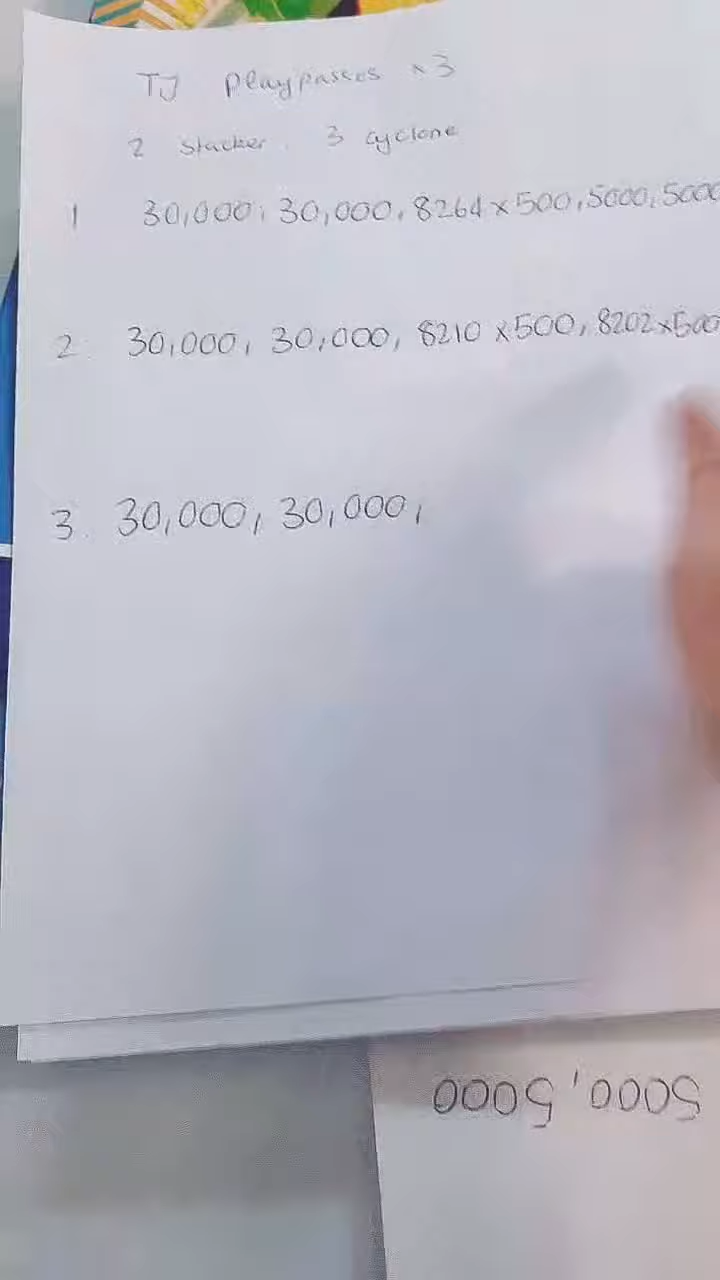 TJ Playpasses x3
2 stacker. 3 cyclone
1 30,000, 30,000, 8264 x 500, 5000, 5000
2. 30,000, 30,000, 8210 x 500, 8202 x 500
3. 30,000, 30,000,
5000, 5000